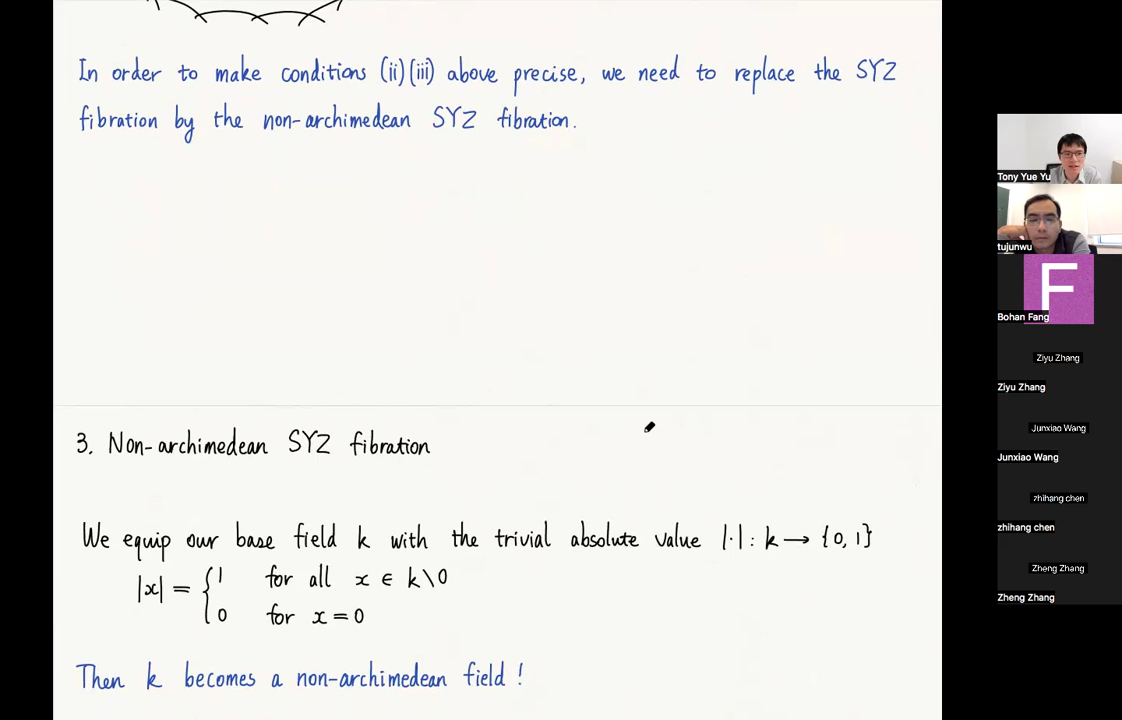 In order to make conditions (ii)(iii) above precise, we need to replace the SYZ
fibration by the non-archimedean SYZ fibration.
3. Non-archimedean SYZ fibration
We equip our base field k with the trivial absolute value |·|: k ⟶ {0,1}
|x| = { 1 for all x ∈ k\0
0 for x=0
Then k becomes a non-archimedean field !
Tony Yue Yu
tujunwu
F
Bohan Fang
Ziyu Zhang
Ziyu Zhang
Junxiao Wang
Junxiao Wang
zhihang chen
zhihang chen
Zheng Zhang
Zheng Zhang